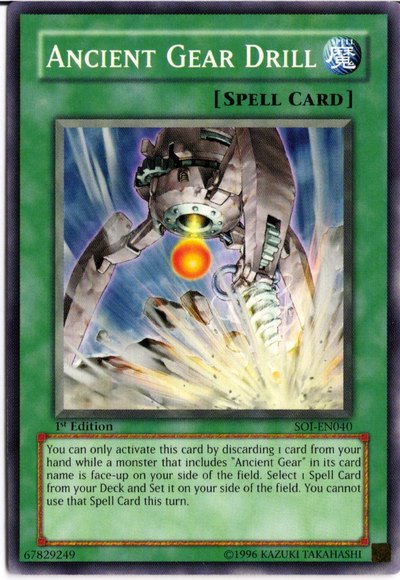 ANCIENT GEAR DRILL 魔
[SPELL CARD]
1st Edition SOI-EN040
You can only activate this card by discarding 1 card from your
hand while a monster that includes "Ancient Gear" in its card
name is face-up on your side of the field. Select 1 Spell Card
from your Deck and Set it on your side of the field. You cannot
use that Spell Card this turn.
67829249 ©1996 KAZUKI TAKAHASHI